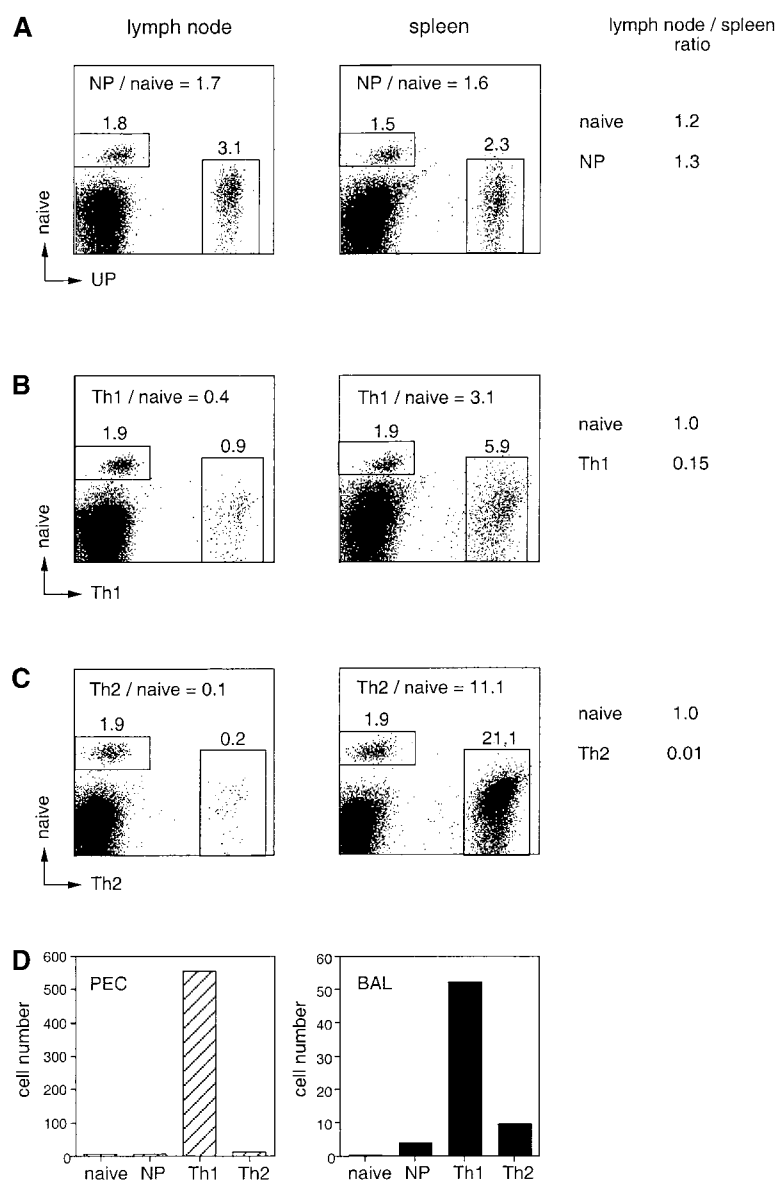 A
lymph node
spleen
lymph node / spleen
ratio
NP / naive = 1.7
1.8
3.1
NP / naive = 1.6
1.5
2.3
naive 1.2
NP 1.3
naive
UP
B
Th1 / naive = 0.4
1.9
0.9
Th1 / naive = 3.1
1.9
5.9
naive 1.0
Th1 0.15
naive
Th1
C
Th2 / naive = 0.1
1.9
0.2
Th2 / naive = 11.1
1.9
21,1
naive 1.0
Th2 0.01
naive
Th2
D
PEC
cell number
600
500
400
300
200
100
0
naive NP Th1 Th2
BAL
cell number
60
50
40
30
20
10
0
naive NP Th1 Th2